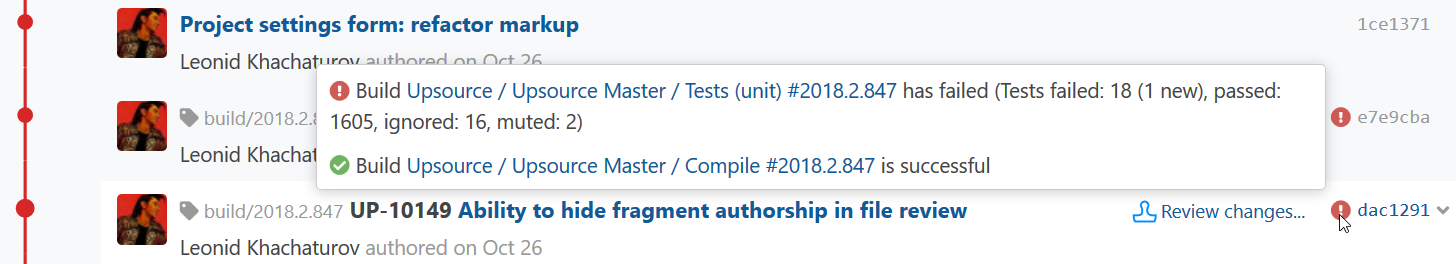 Project settings form: refactor markup 1ce1371
Leonid Khachaturov authored on Oct 26
Build Upsource / Upsource Master / Tests (unit) #2018.2.847 has failed (Tests failed: 18 (1 new), passed:
1605, ignored: 16, muted: 2)
build/2018.2.8 e7e9cba
Leonid Khachat
Build Upsource / Upsource Master / Compile #2018.2.847 is successful
build/2018.2.847 UP-10149 Ability to hide fragment authorship in file review Review changes... dac1291
Leonid Khachaturov authored on Oct 26